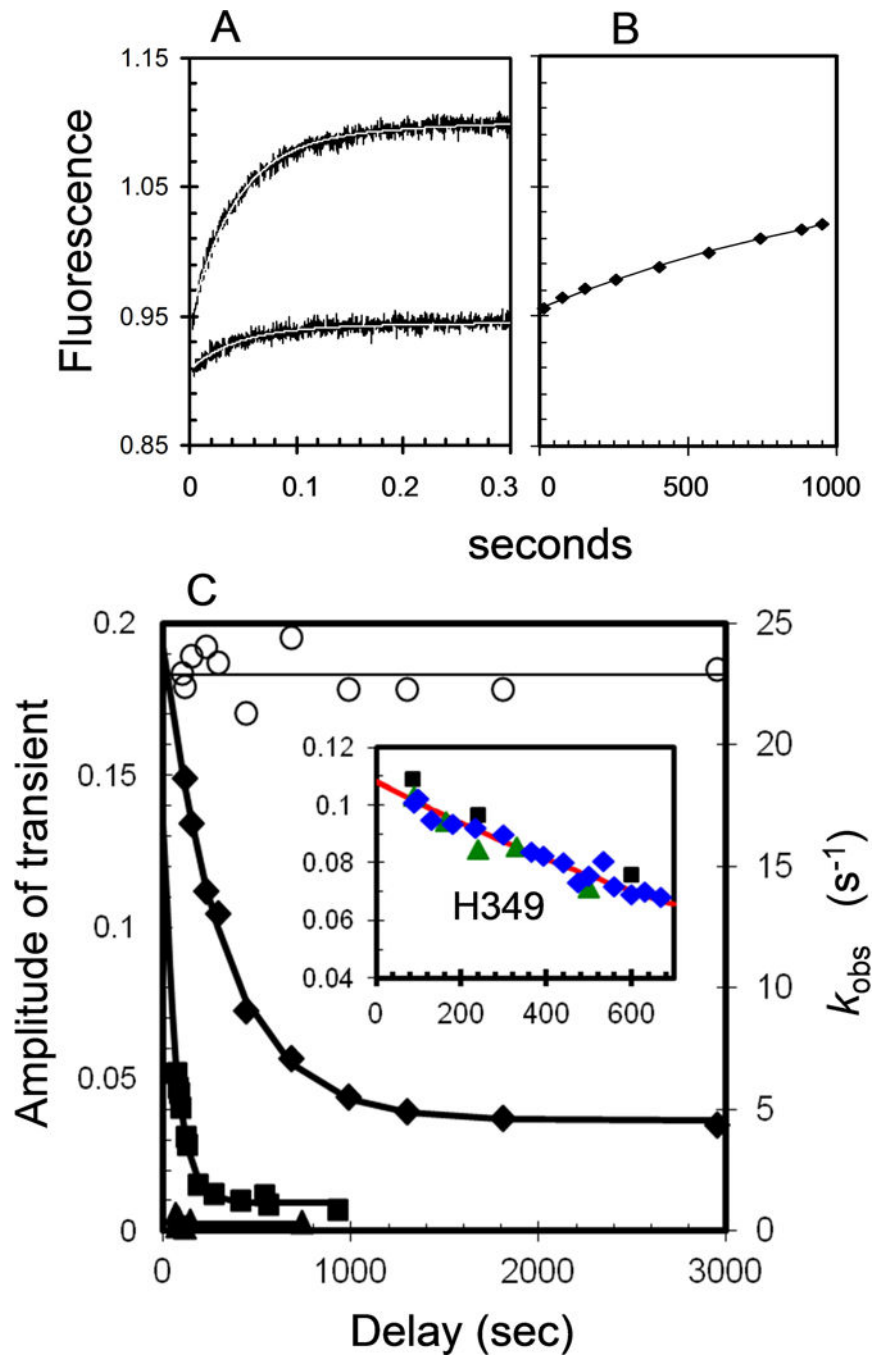 A
B
1.15
1.05
0.95
0.85
Fluorescence
0 0.1 0.2 0.3
0 500 1000
seconds
C
0.2
0.15
0.1
0.05
0
Amplitude of transient
25
20
15
10
5
0
k_obs (s⁻¹)
0.12
0.1
0.08
0.06
0.04
H349
0 200 400 600
0 1000 2000 3000
Delay (sec)